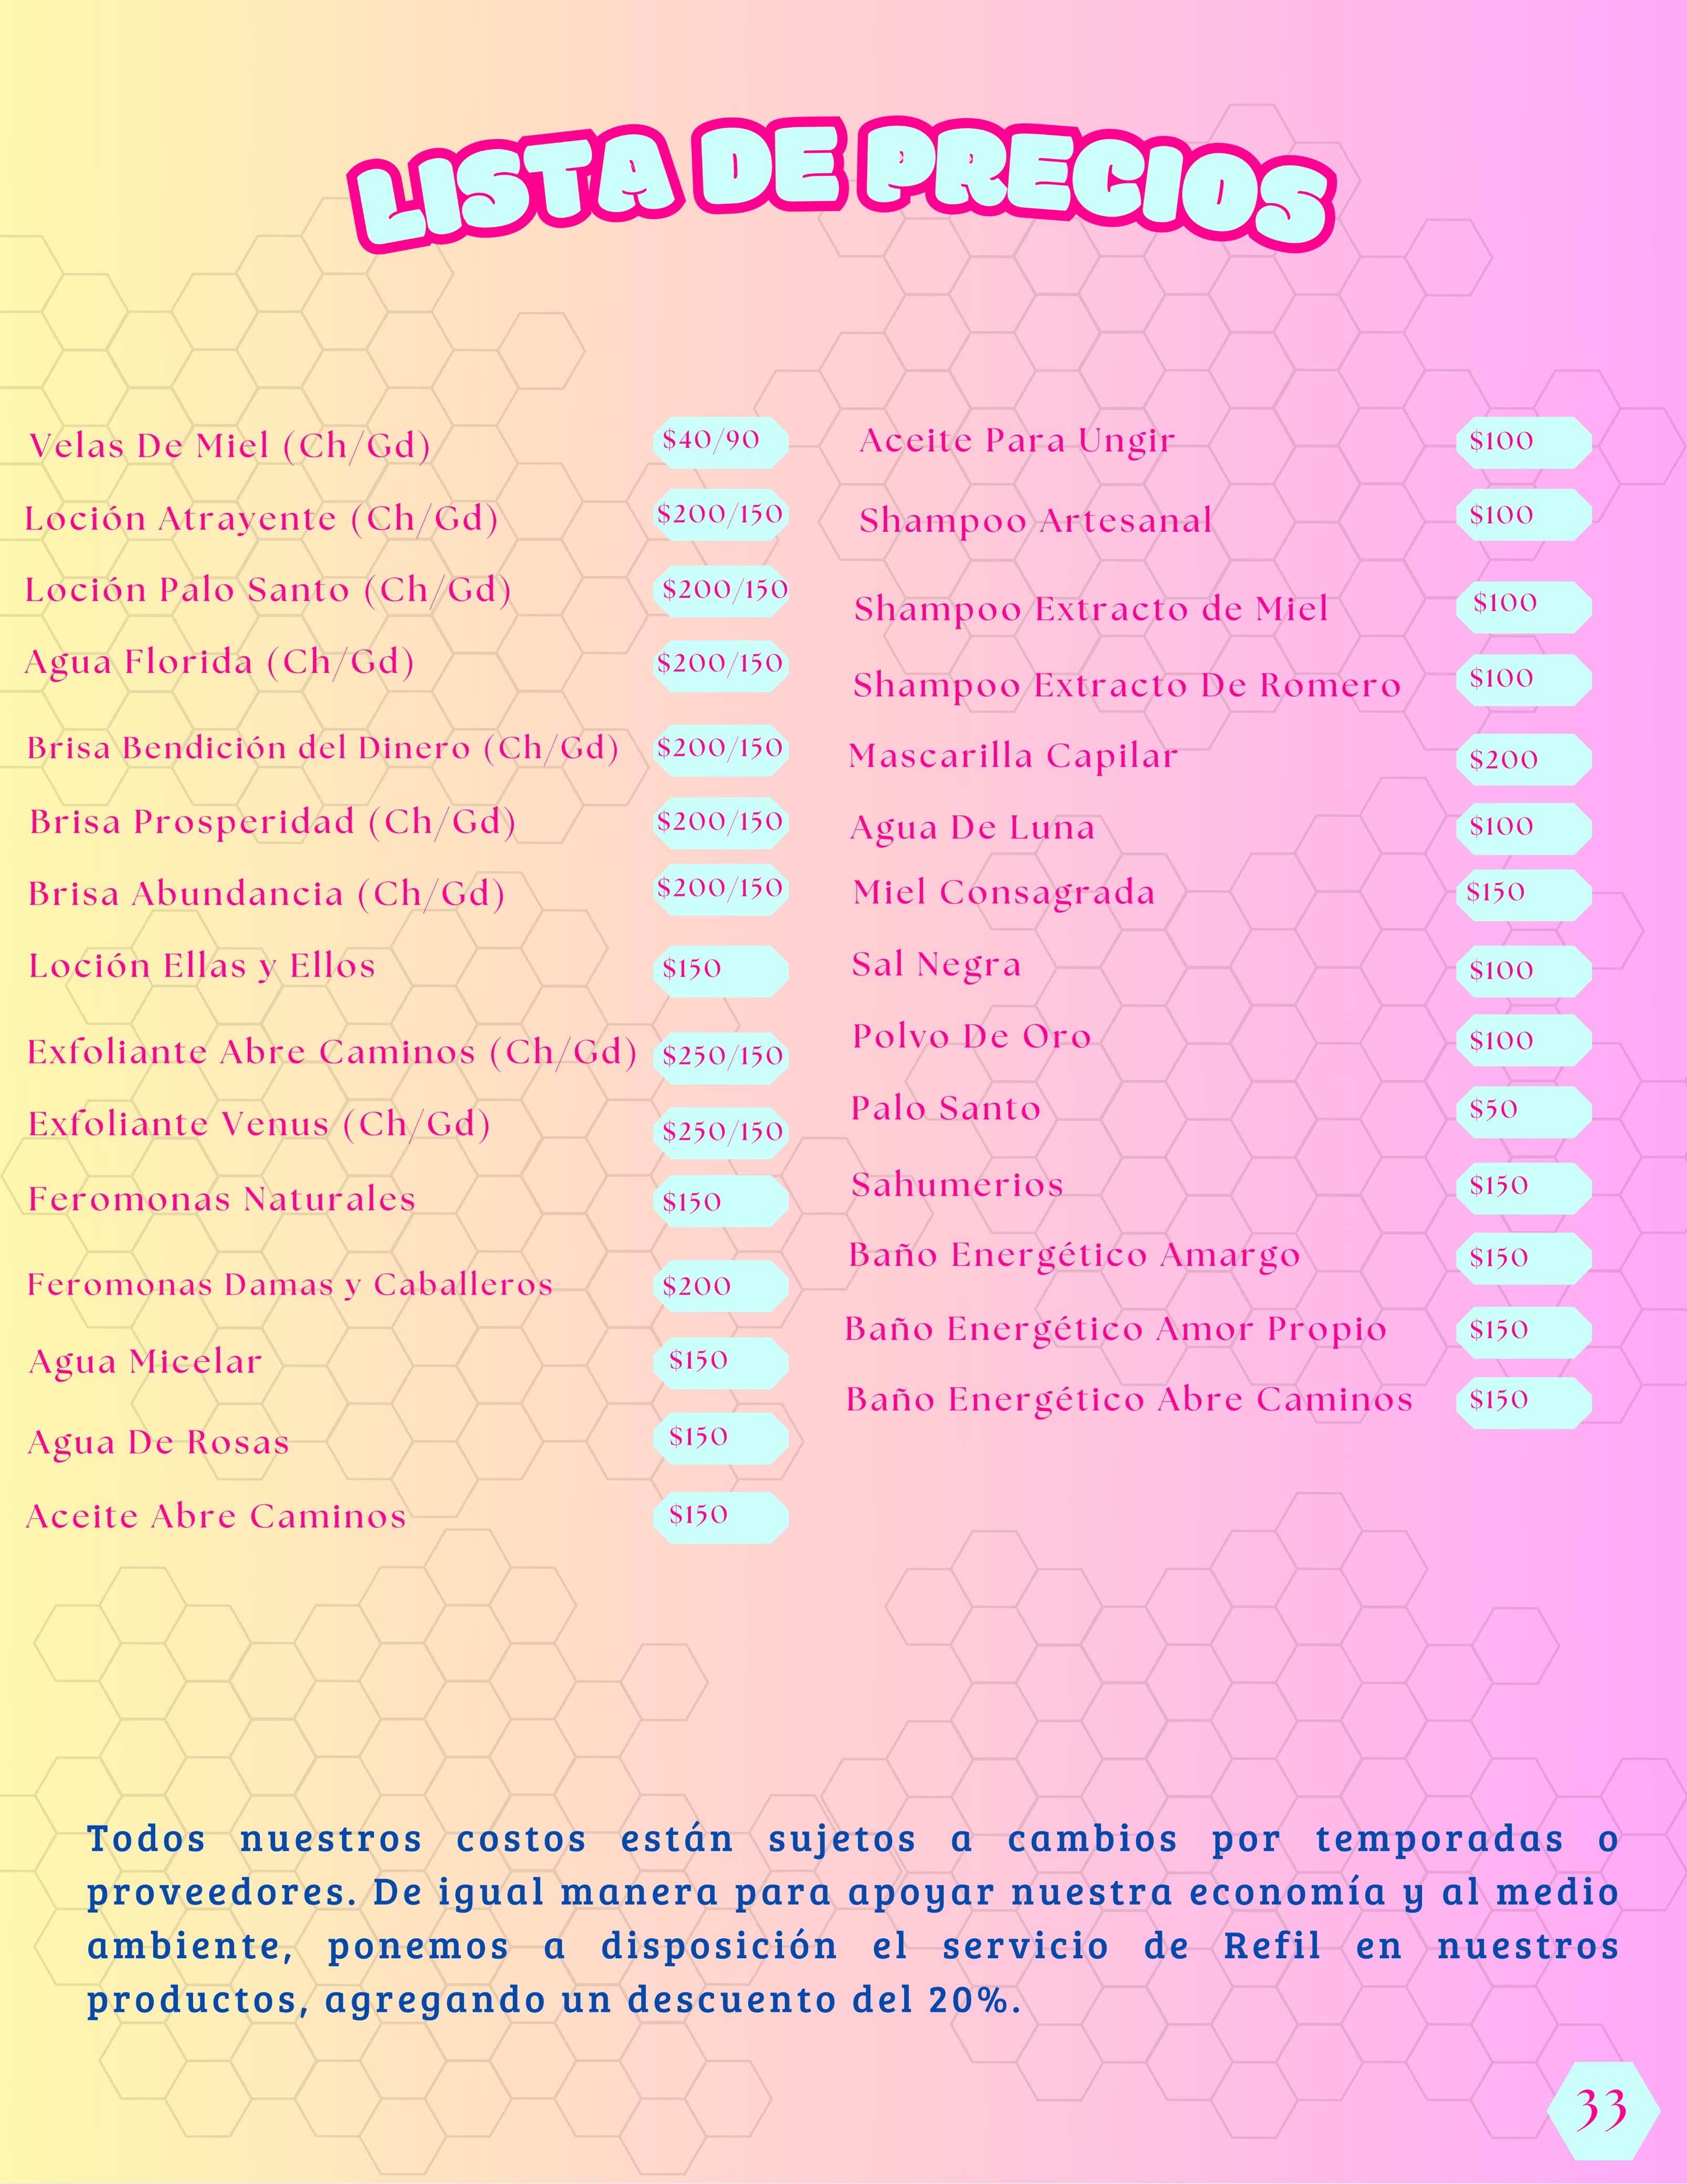 LISTA DE PRECIOS
Velas De Miel (Ch/Gd) $40/90
Loción Atrayente (Ch/Gd) $200/150
Loción Palo Santo (Ch/Gd) $200/150
Agua Florida (Ch/Gd) $200/150
Brisa Bendición del Dinero (Ch/Gd) $200/150
Brisa Prosperidad (Ch/Gd) $200/150
Brisa Abundancia (Ch/Gd) $200/150
Loción Ellas y Ellos $150
Exfoliante Abre Caminos (Ch/Gd) $250/150
Exfoliante Venus (Ch/Gd) $250/150
Feromonas Naturales $150
Feromonas Damas y Caballeros $200
Agua Micelar $150
Agua De Rosas $150
Aceite Abre Caminos $150
Aceite Para Ungir $100
Shampoo Artesanal $100
Shampoo Extracto de Miel $100
Shampoo Extracto De Romero $100
Mascarilla Capilar $200
Agua De Luna $100
Miel Consagrada $150
Sal Negra $100
Polvo De Oro $100
Palo Santo $50
Sahumerios $150
Baño Energético Amargo $150
Baño Energético Amor Propio $150
Baño Energético Abre Caminos $150
Todos nuestros costos están sujetos a cambios por temporadas o
proveedores. De igual manera para apoyar nuestra economía y al medio
ambiente, ponemos a disposición el servicio de Refil en nuestros
productos, agregando un descuento del 20%.
33